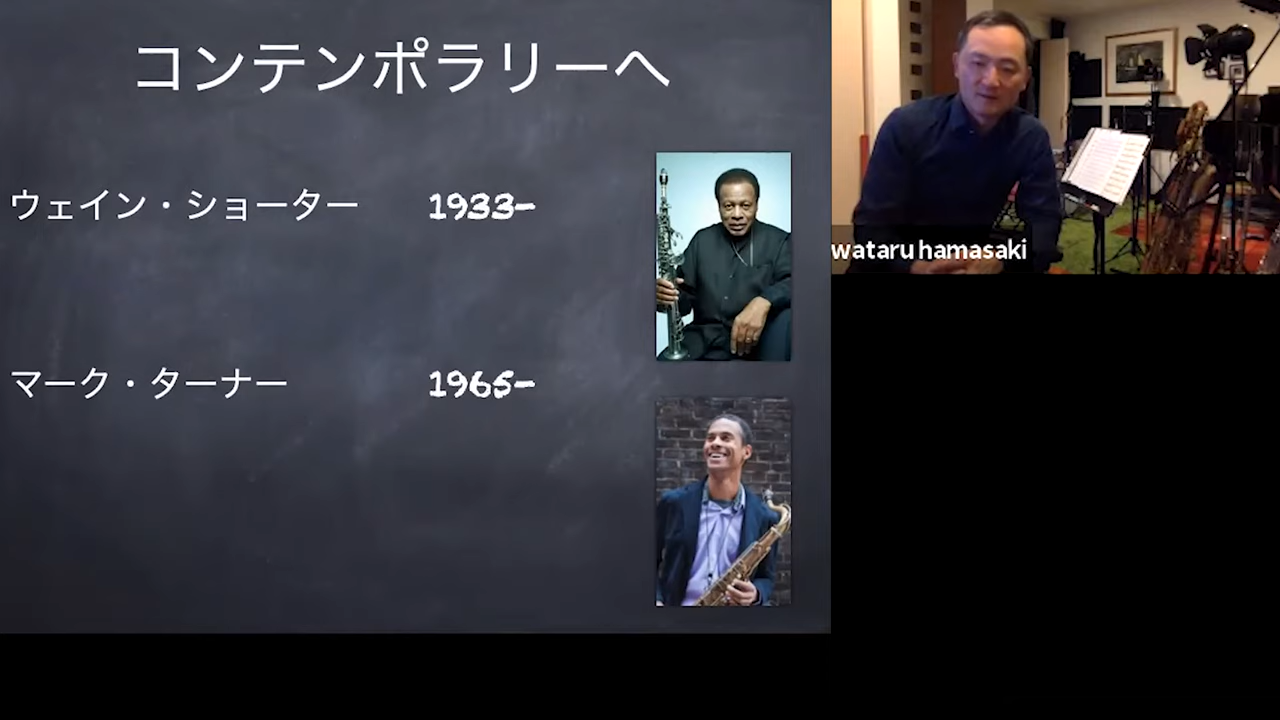 コンテンポラリーへ
ウェイン・ショーター 1933-
マーク・ターナー 1965-
wataru hamasaki